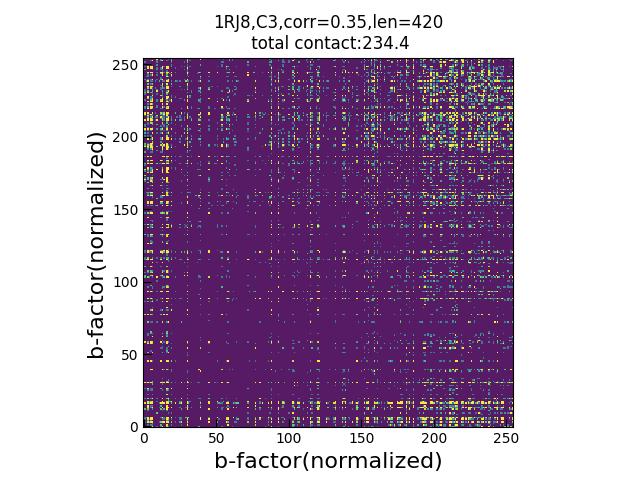 1RJ8,C3,corr=0.35,len=420
total contact:234.4
b-factor(normalized)
250
200
150
100
50
0
0 50 100 150 200 250
b-factor(normalized)